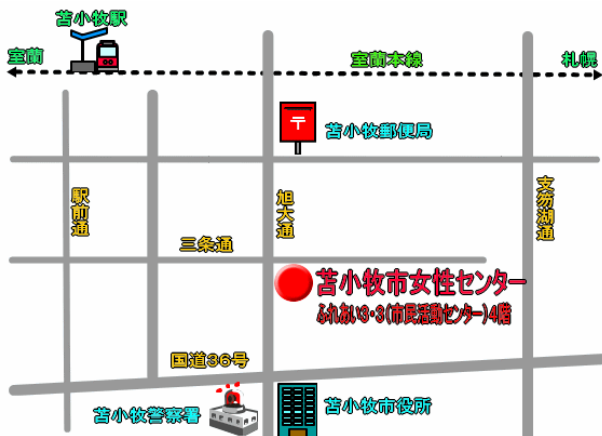 苫小牧駅
室蘭
室蘭本線
札幌
〒
苫小牧郵便局
駅前通
旭大通
支笏湖通
三条通
苫小牧市女性センター
ふれあい3・3(市民活動センター)4階
国道36号
苫小牧警察署
苫小牧市役所